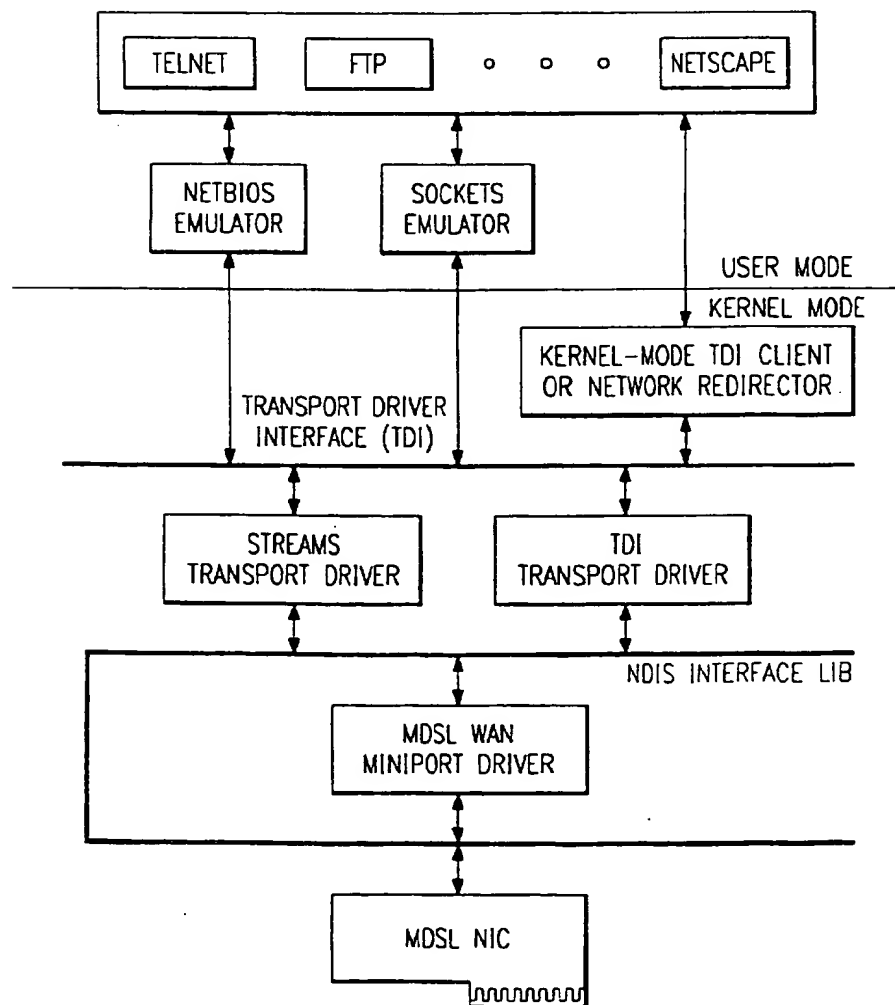 TELNET
FTP
NETSCAPE
NETBIOS
EMULATOR
SOCKETS
EMULATOR
USER MODE
KERNEL MODE
KERNEL-MODE TDI CLIENT
OR NETWORK REDIRECTOR
TRANSPORT DRIVER
INTERFACE (TDI)
STREAMS
TRANSPORT DRIVER
TDI
TRANSPORT DRIVER
NDIS INTERFACE LIB
MDSL WAN
MINIPORT DRIVER
MDSL NIC